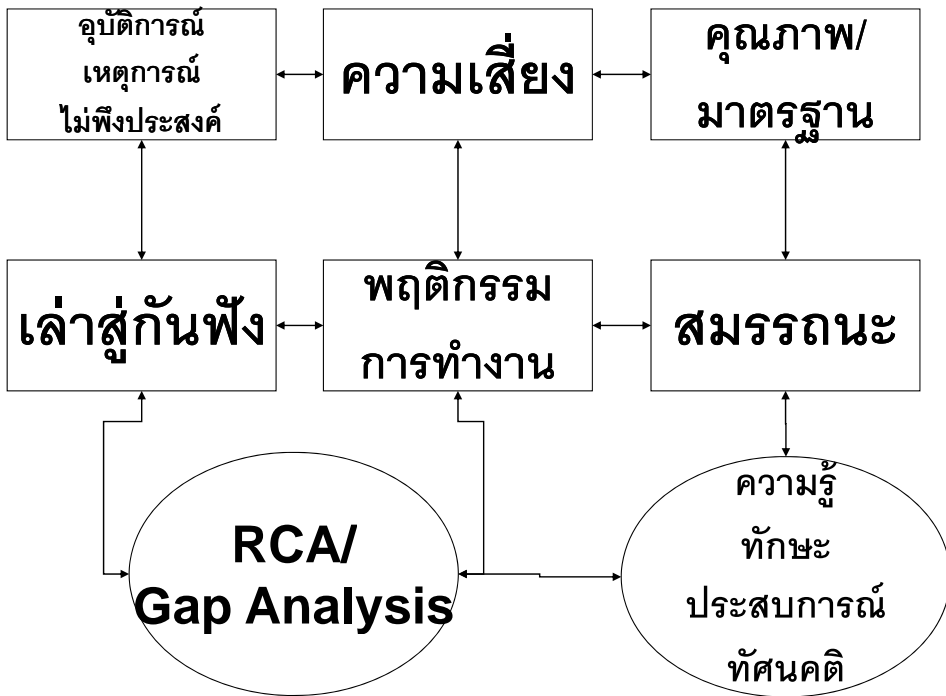 อุบัติการณ์
เหตุการณ์
ไม่พึงประสงค์
ความเสี่ยง
คุณภาพ/
มาตรฐาน
เล่าสู่กันฟัง
พฤติกรรม
การทำงาน
สมรรถนะ
RCA/
Gap Analysis
ความรู้
ทักษะ
ประสบการณ์
ทัศนคติ